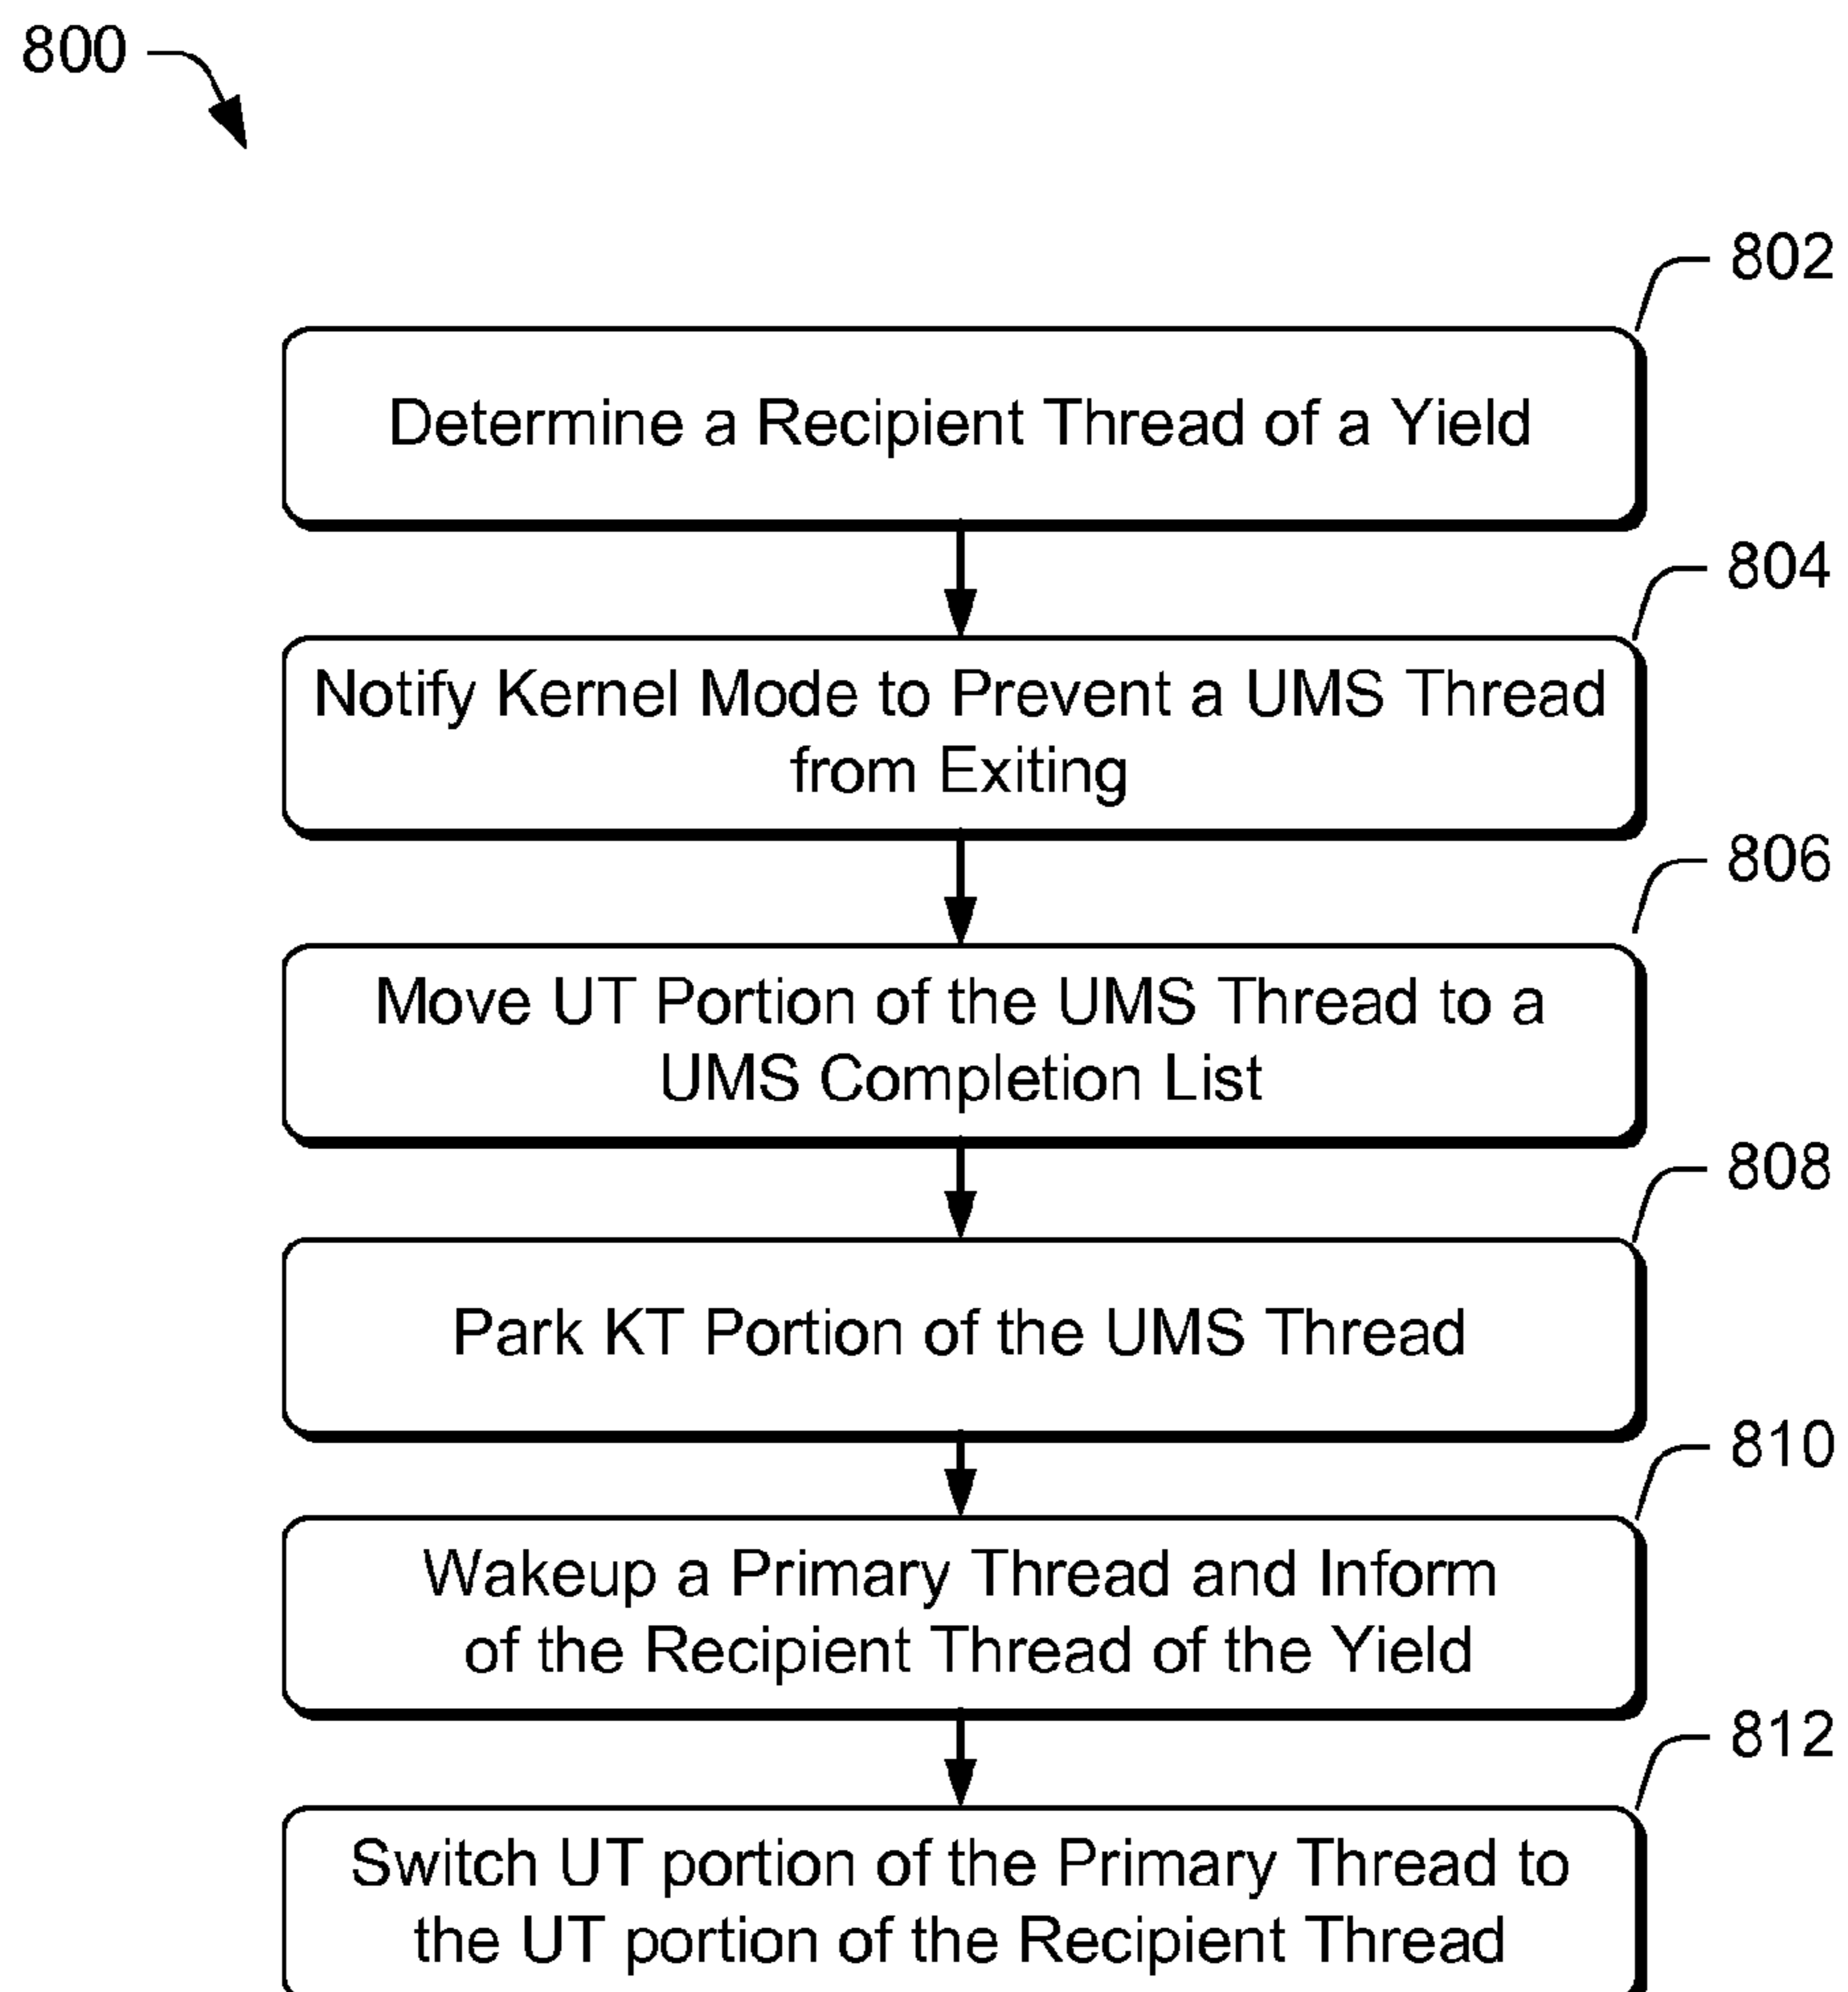 800
802
Determine a Recipient Thread of a Yield
804
Notify Kernel Mode to Prevent a UMS Thread
from Exiting
806
Move UT Portion of the UMS Thread to a
UMS Completion List
808
Park KT Portion of the UMS Thread
810
Wakeup a Primary Thread and Inform
of the Recipient Thread of the Yield
812
Switch UT portion of the Primary Thread to
the UT portion of the Recipient Thread